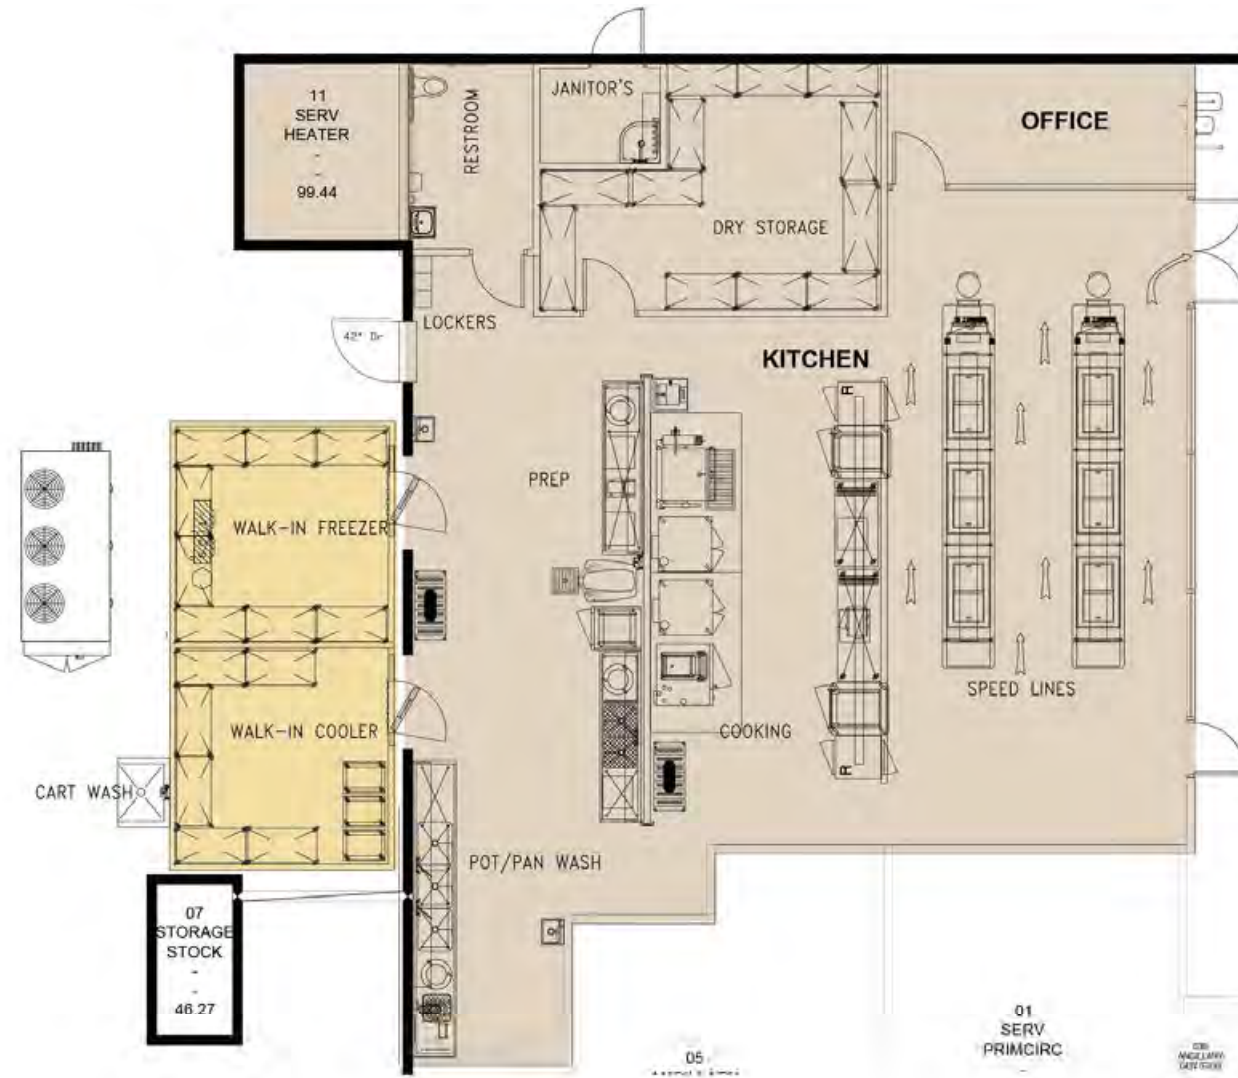 11
SERV
HEATER
-
-
99.44
RESTROOM
JANITOR'S
OFFICE
DRY STORAGE
LOCKERS
42" Dr
KITCHEN
R
PREP
WALK-IN FREEZER
SPEED LINES
WALK-IN COOLER
COOKING
R
CART WASH
POT/PAN WASH
07
STORAGE
STOCK
-
-
46.27
01
SERV
PRIMCIRC
-
05